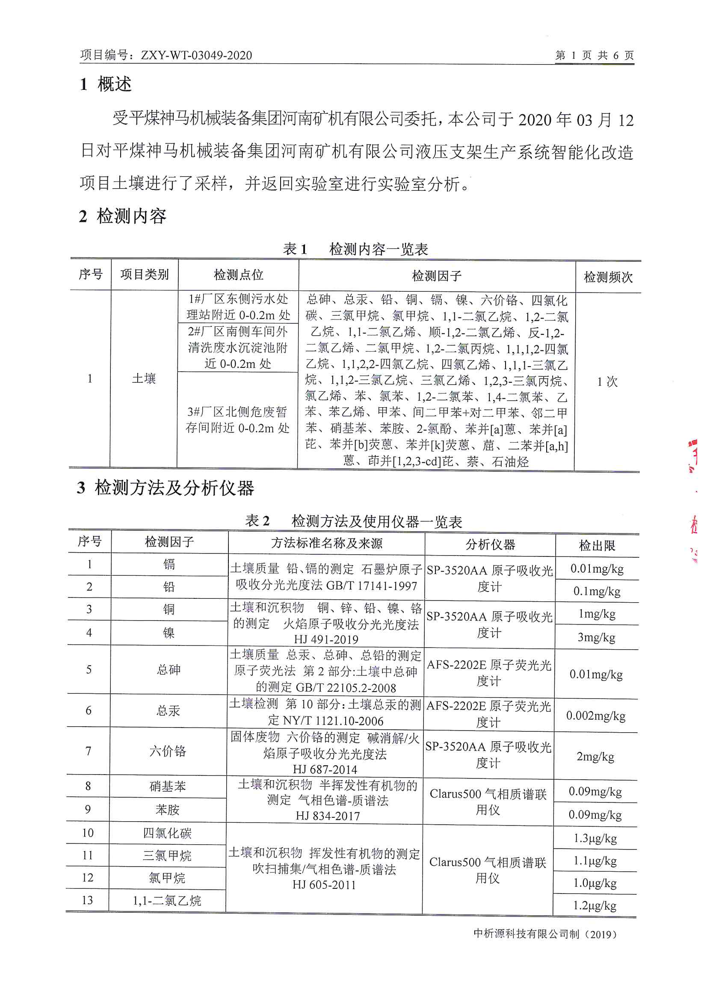 项目编号：ZXY-WT-03049-2020
第 1 页 共 6 页
1 概述
受平煤神马机械装备集团河南矿机有限公司委托，本公司于 2020 年 03 月 12
日对平煤神马机械装备集团河南矿机有限公司液压支架生产系统智能化改造
项目土壤进行了采样，并返回实验室进行实验室分析。
2 检测内容
表 1 检测内容一览表
序号 项目类别 检测点位 检测因子 检测频次
1
土壤
1#厂区东侧污水处
理站附近 0-0.2m 处
2#厂区南侧车间外
清洗废水沉淀池附
近 0-0.2m 处
3#厂区北侧危废暂
存间附近 0-0.2m 处
总砷、总汞、铅、铜、镉、镍、六价铬、四氯化
碳、三氯甲烷、氯甲烷、1,1-二氯乙烷、1,2-二氯
乙烷、1,1-二氯乙烯、顺-1,2-二氯乙烯、反-1,2-
二氯乙烯、二氯甲烷、1,2-二氯丙烷、1,1,1,2-四氯
乙烷、1,1,2,2-四氯乙烷、四氯乙烯、1,1,1-三氯乙
烷、1,1,2-三氯乙烷、三氯乙烯、1,2,3-三氯丙烷、
氯乙烯、苯、氯苯、1,2-二氯苯、1,4-二氯苯、乙
苯、苯乙烯、甲苯、间二甲苯+对二甲苯、邻二甲
苯、硝基苯、苯胺、2-氯酚、苯并[a]蒽、苯并[a]
芘、苯并[b]荧蒽、苯并[k]荧蒽、䓛、二苯并[a,h]
蒽、茚并[1,2,3-cd]芘、萘、石油烃
1 次
3 检测方法及分析仪器
表 2 检测方法及使用仪器一览表
序号 检测因子 方法标准名称及来源 分析仪器 检出限
1 镉
2 铅
土壤质量 铅、镉的测定 石墨炉原子
吸收分光光度法 GB/T 17141-1997
SP-3520AA 原子吸收光
度计
0.01mg/kg
0.1mg/kg
3 铜
4 镍
土壤和沉积物 铜、锌、铅、镍、铬
的测定 火焰原子吸收分光光度法
HJ 491-2019
SP-3520AA 原子吸收光
度计
1mg/kg
3mg/kg
5 总砷
土壤质量 总汞、总砷、总铅的测定
原子荧光法 第 2 部分:土壤中总砷
的测定 GB/T 22105.2-2008
AFS-2202E 原子荧光光
度计
0.01mg/kg
6 总汞
土壤检测 第 10 部分：土壤总汞的测
定 NY/T 1121.10-2006
AFS-2202E 原子荧光光
度计
0.002mg/kg
7 六价铬
固体废物 六价铬的测定 碱消解/火
焰原子吸收分光光度法
HJ 687-2014
SP-3520AA 原子吸收光
度计
2mg/kg
8 硝基苯
9 苯胺
土壤和沉积物 半挥发性有机物的
测定 气相色谱-质谱法
HJ 834-2017
Clarus500 气相质谱联
用仪
0.09mg/kg
0.09mg/kg
10 四氯化碳
11 三氯甲烷
12 氯甲烷
13 1,1-二氯乙烷
土壤和沉积物 挥发性有机物的测定
吹扫捕集/气相色谱-质谱法
HJ 605-2011
Clarus500 气相质谱联
用仪
1.3μg/kg
1.1μg/kg
1.0μg/kg
1.2μg/kg
中析源科技有限公司制（2019）